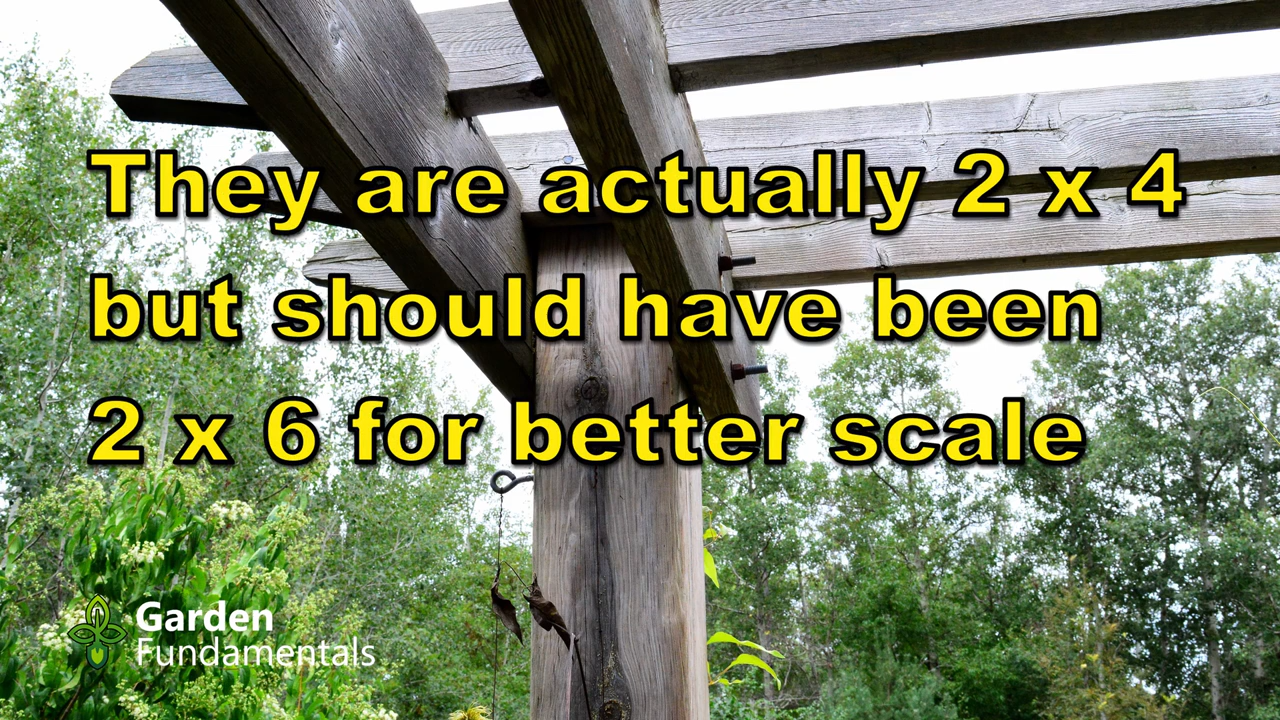 They are actually 2 x 4
but should have been
2 x 6 for better scale
Garden
Fundamentals